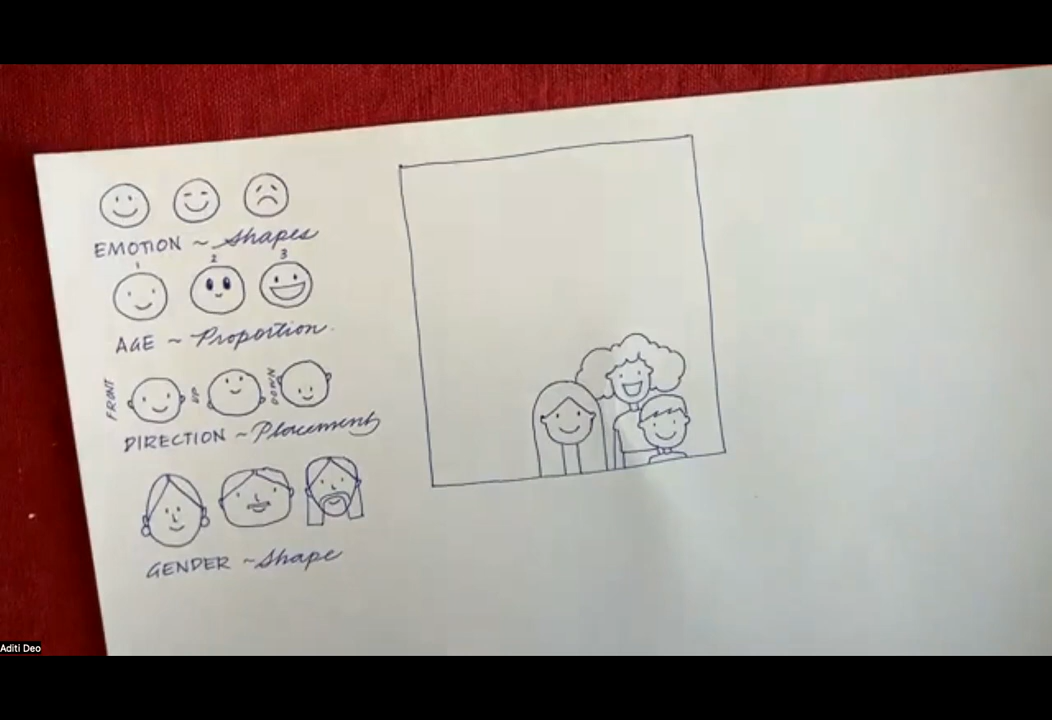 EMOTION ~ Shapes
1 2 3
AGE ~ Proportion
FRONT UP DOWN
DIRECTION ~ Placement
GENDER ~ Shape
Aditi Deo